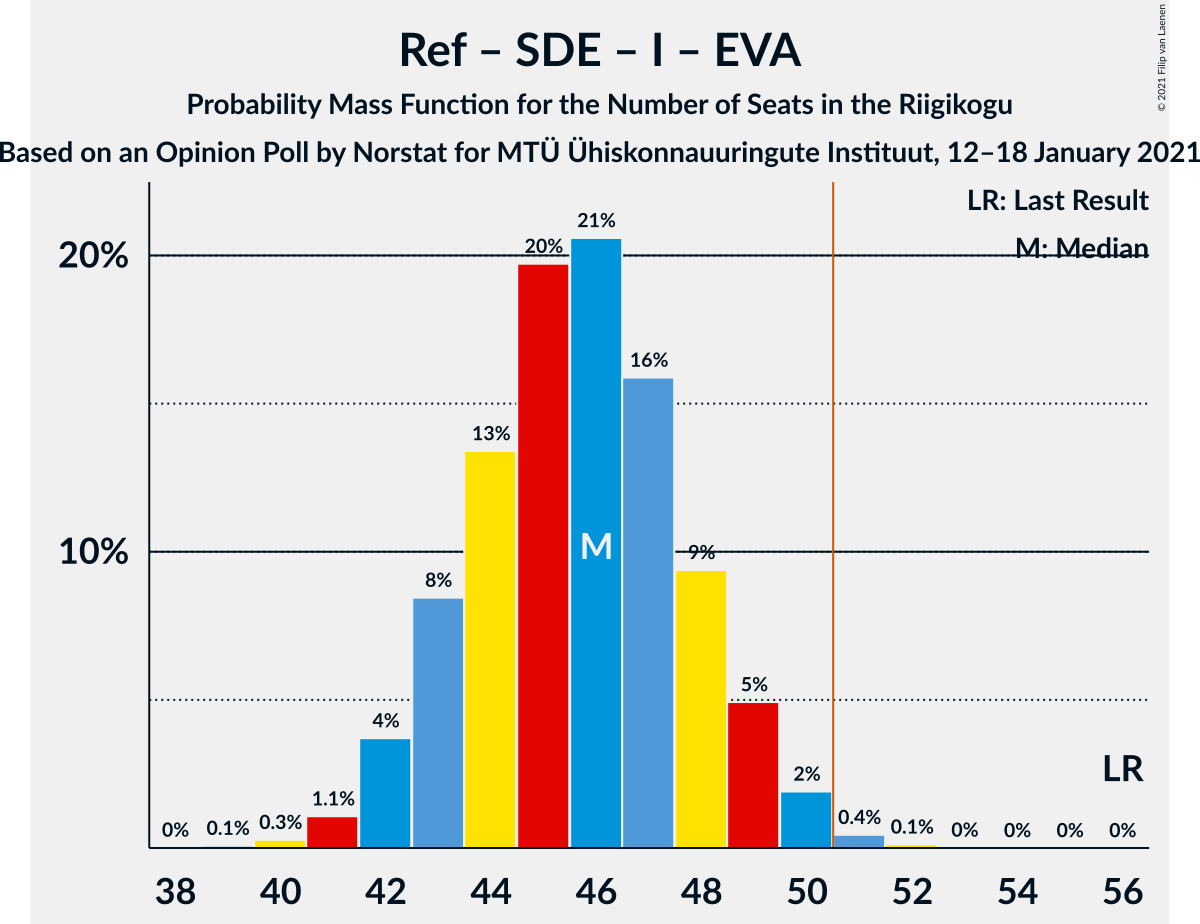 Ref – SDE – I – EVA
Probability Mass Function for the Number of Seats in the Riigikogu
Based on an Opinion Poll by Norstat for MTÜ Ühiskonnauuringute Instituut, 12–18 January 2021
© 2021 Filip van Laenen
LR: Last Result
M: Median
20%
10%
0%
0.1%
0.3%
1.1%
4%
8%
13%
20%
21%
16%
9%
5%
2%
0.4%
0.1%
0%
0%
0%
0%
M
LR
38 40 42 44 46 48 50 52 54 56